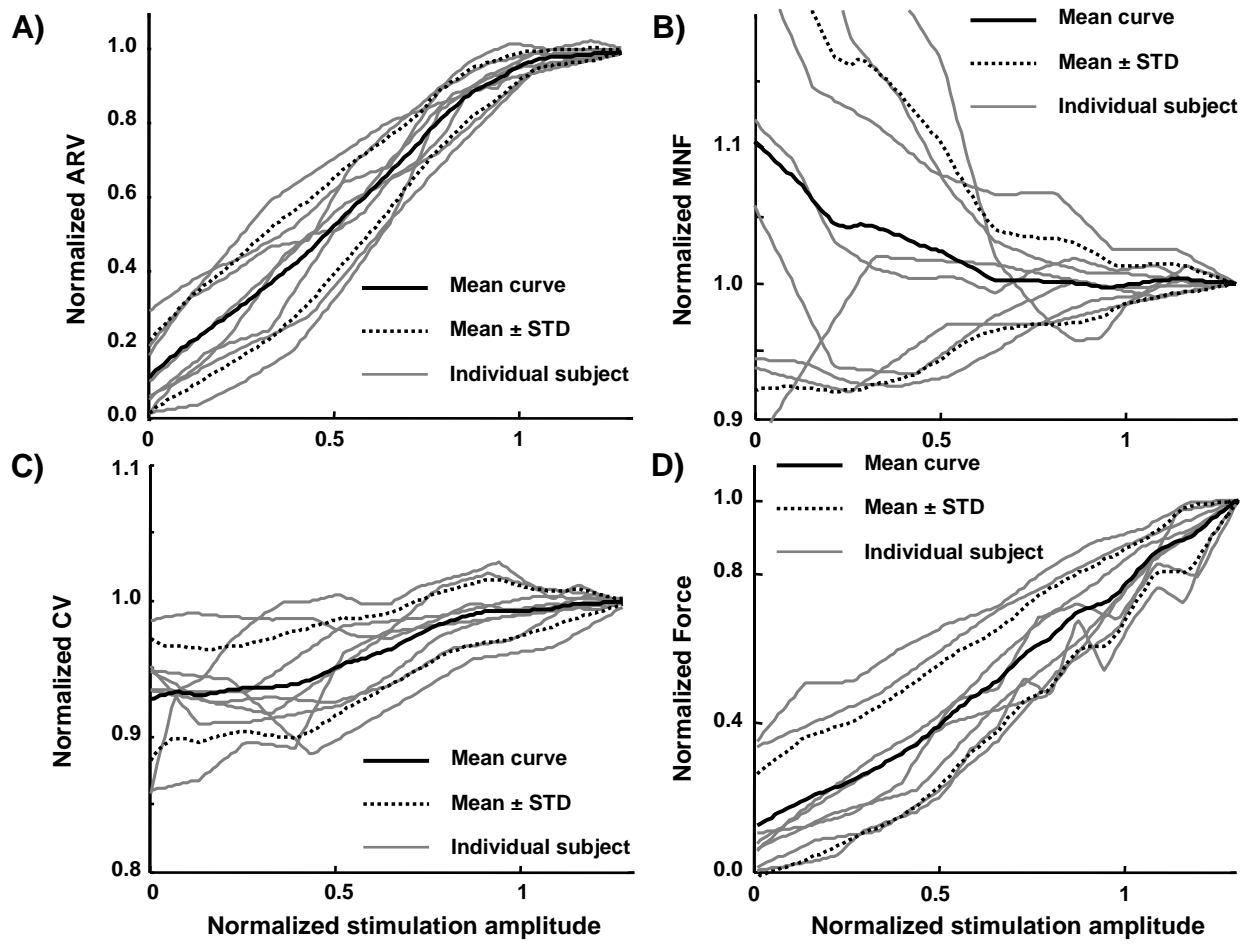 A)
Normalized ARV
1.0
0.8
0.6
0.4
0.2
0.0
0
0.5
1
Mean curve
Mean ± STD
Individual subject
B)
Normalized MNF
1.1
1.0
0.9
0
0.5
1
Mean curve
Mean ± STD
Individual subject
C)
Normalized CV
1.1
1.0
0.9
0.8
0
0.5
1
Mean curve
Mean ± STD
Individual subject
Normalized stimulation amplitude
D)
Normalized Force
1.0
0.8
0.4
0.0
0
0.5
1
Mean curve
Mean ± STD
Individual subject
Normalized stimulation amplitude